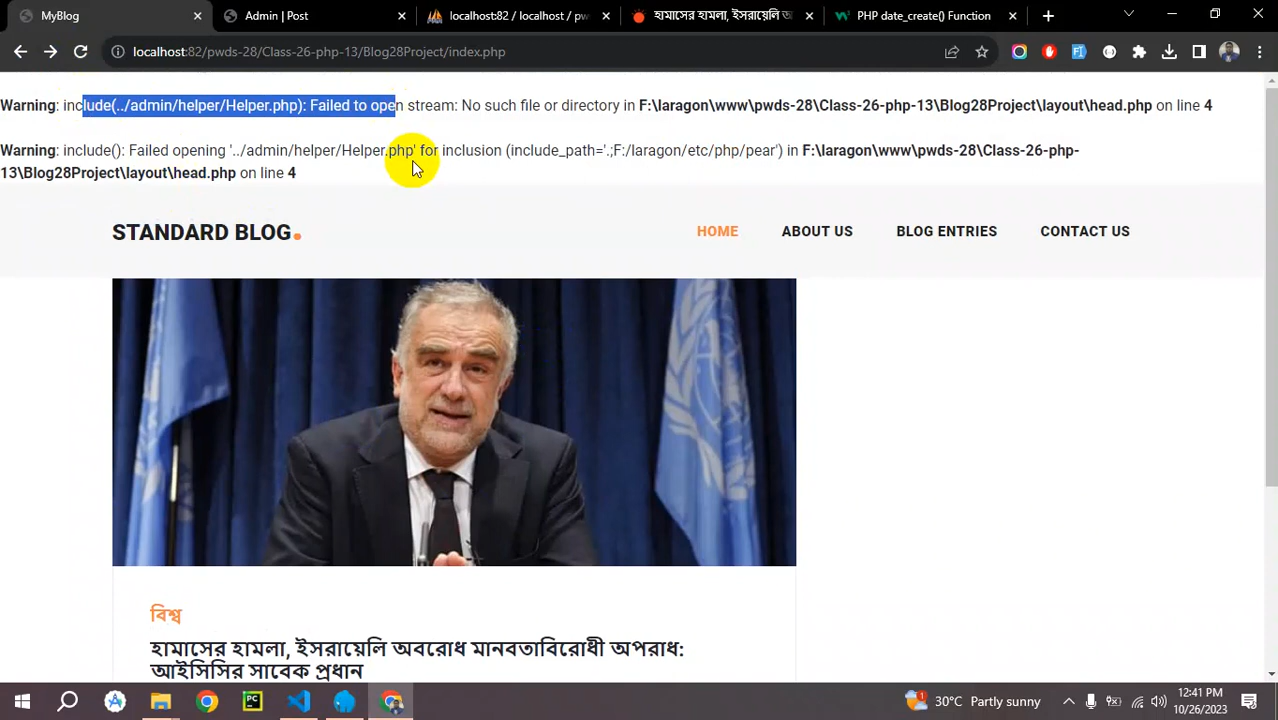 MyBlog
Admin | Post
localhost:82 / localhost / pw
হামাসের হামলা, ইসরায়েলি অ
PHP date_create() Function
localhost:82/pwds-28/Class-26-php-13/Blog28Project/index.php
Warning: include(../admin/helper/Helper.php): Failed to open stream: No such file or directory in F:\laragon\www\pwds-28\Class-26-php-13\Blog28Project\layout\head.php on line 4
Warning: include(): Failed opening '../admin/helper/Helper.php' for inclusion (include_path='.;F:/laragon/etc/php/pear') in F:\laragon\www\pwds-28\Class-26-php-
13\Blog28Project\layout\head.php on line 4
STANDARD BLOG.
HOME
ABOUT US
BLOG ENTRIES
CONTACT US
বিশ্ব
হামাসের হামলা, ইসরায়েলি অবরোধ মানবতাবিরোধী অপরাধ:
আইসিসির সাবেক প্রধান
30°C Partly sunny
12:41 PM
10/26/2023